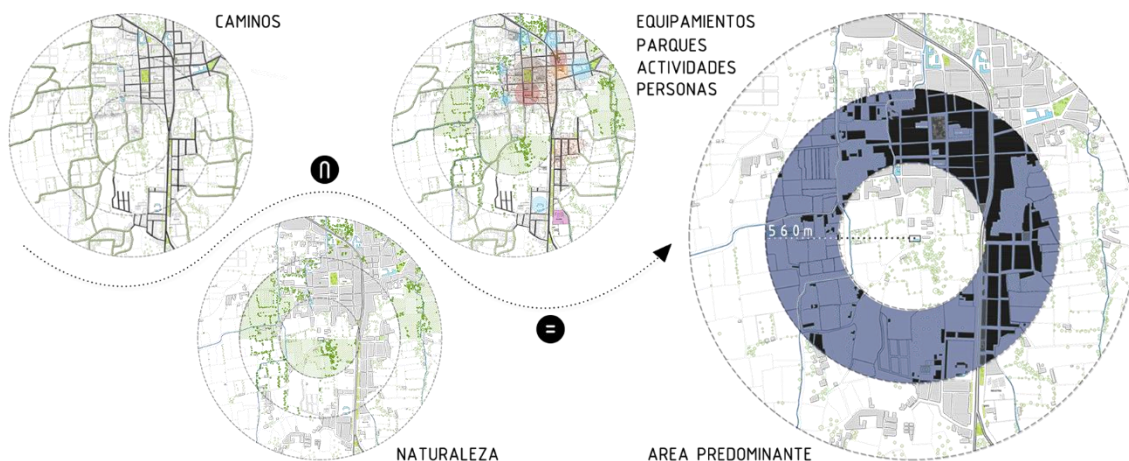 CAMINOS
EQUIPAMIENTOS
PARQUES
ACTIVIDADES
PERSONAS
∩
560m
=
NATURALEZA
AREA PREDOMINANTE